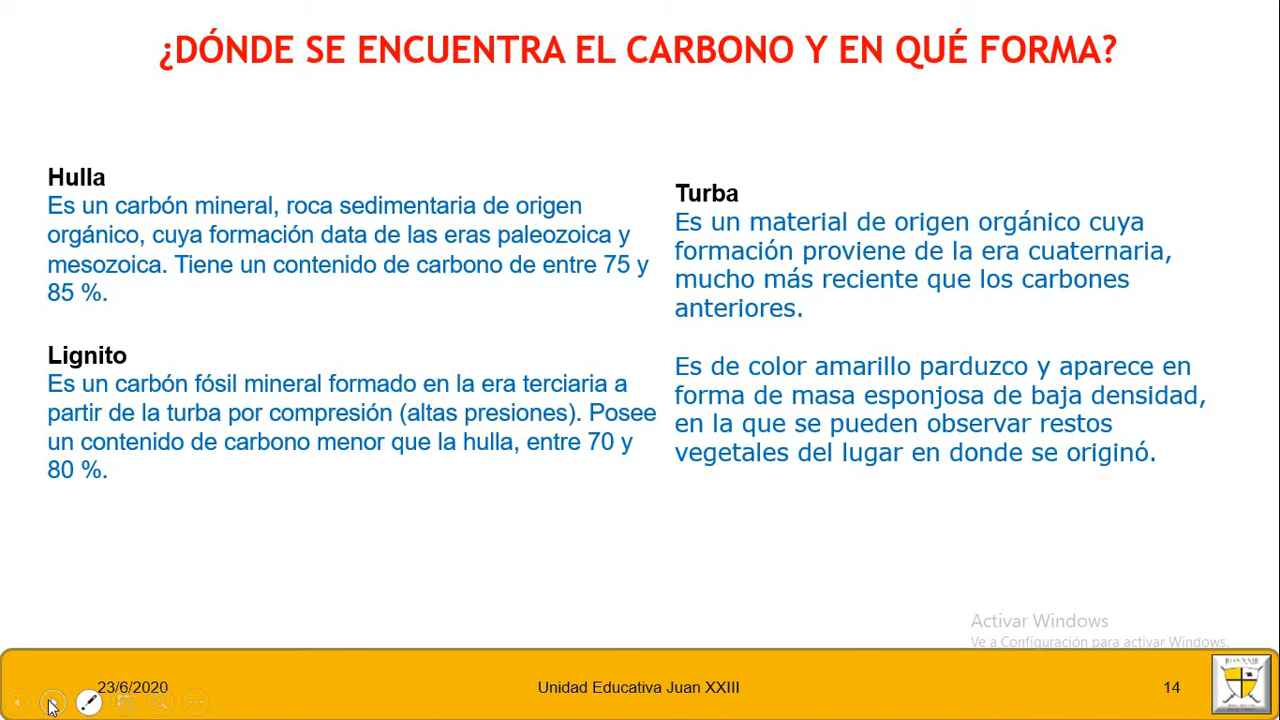 ¿DÓNDE SE ENCUENTRA EL CARBONO Y EN QUÉ FORMA?
Hulla
Es un carbón mineral, roca sedimentaria de origen
orgánico, cuya formación data de las eras paleozoica y
mesozoica. Tiene un contenido de carbono de entre 75 y
85 %.
Lignito
Es un carbón fósil mineral formado en la era terciaria a
partir de la turba por compresión (altas presiones). Posee
un contenido de carbono menor que la hulla, entre 70 y
80 %.
Turba
Es un material de origen orgánico cuya
formación proviene de la era cuaternaria,
mucho más reciente que los carbones
anteriores.
Es de color amarillo parduzco y aparece en
forma de masa esponjosa de baja densidad,
en la que se pueden observar restos
vegetales del lugar en donde se originó.
Activar Windows
Ve a Configuración para activar Windows.
23/6/2020
Unidad Educativa Juan XXIII
14
JUAN XXIII